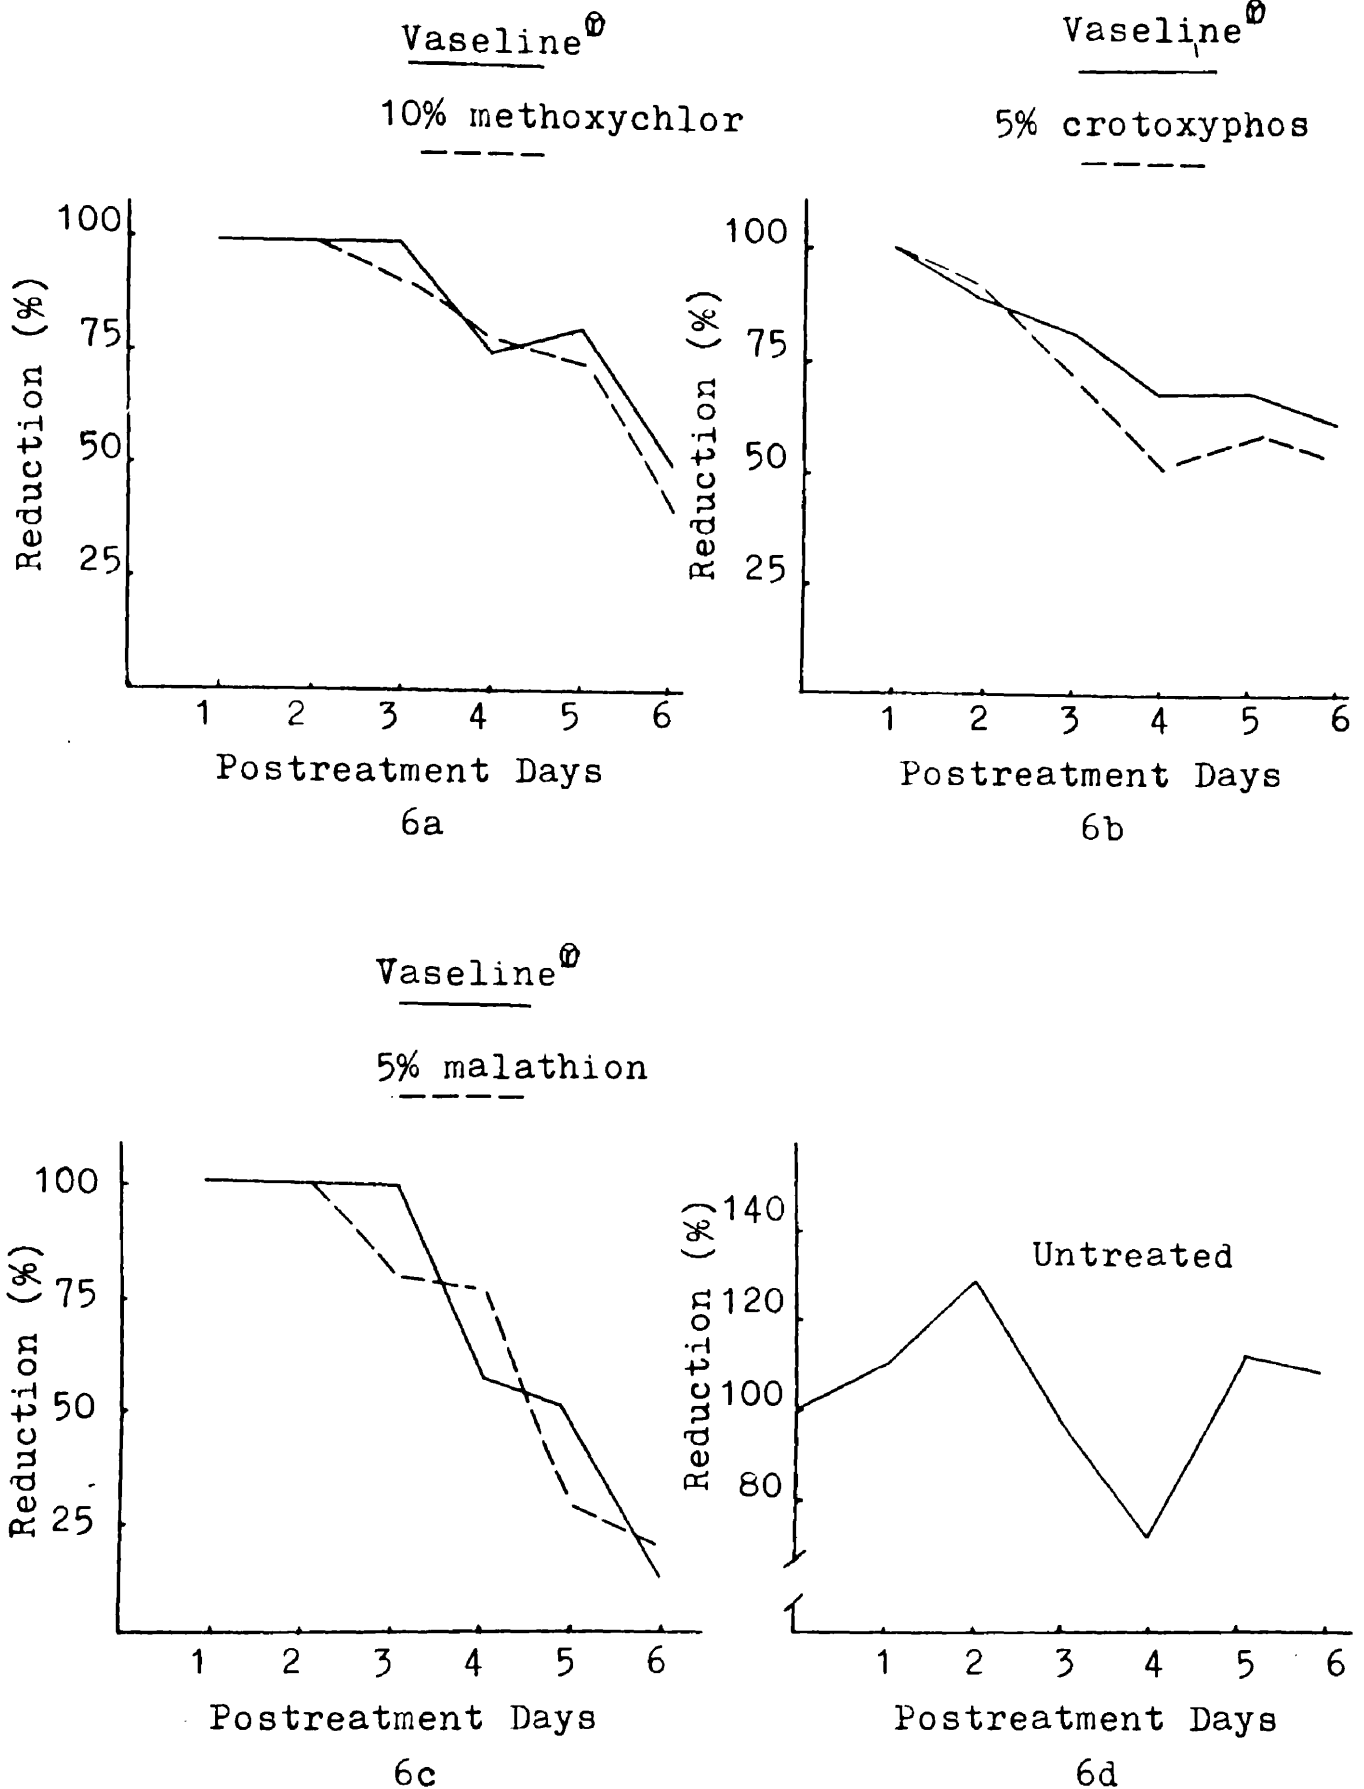 Vaseline®
10% methoxychlor
Reduction (%)
100
75
50
25
1 2 3 4 5 6
Postreatment Days
6a
Vaseline®
5% crotoxyphos
Reduction (%)
100
75
50
25
1 2 3 4 5 6
Postreatment Days
6b
Vaseline®
5% malathion
Reduction (%)
100
75
50
25
1 2 3 4 5 6
Postreatment Days
6c
Untreated
Reduction (%)
140
120
100
80
1 2 3 4 5 6
Postreatment Days
6d